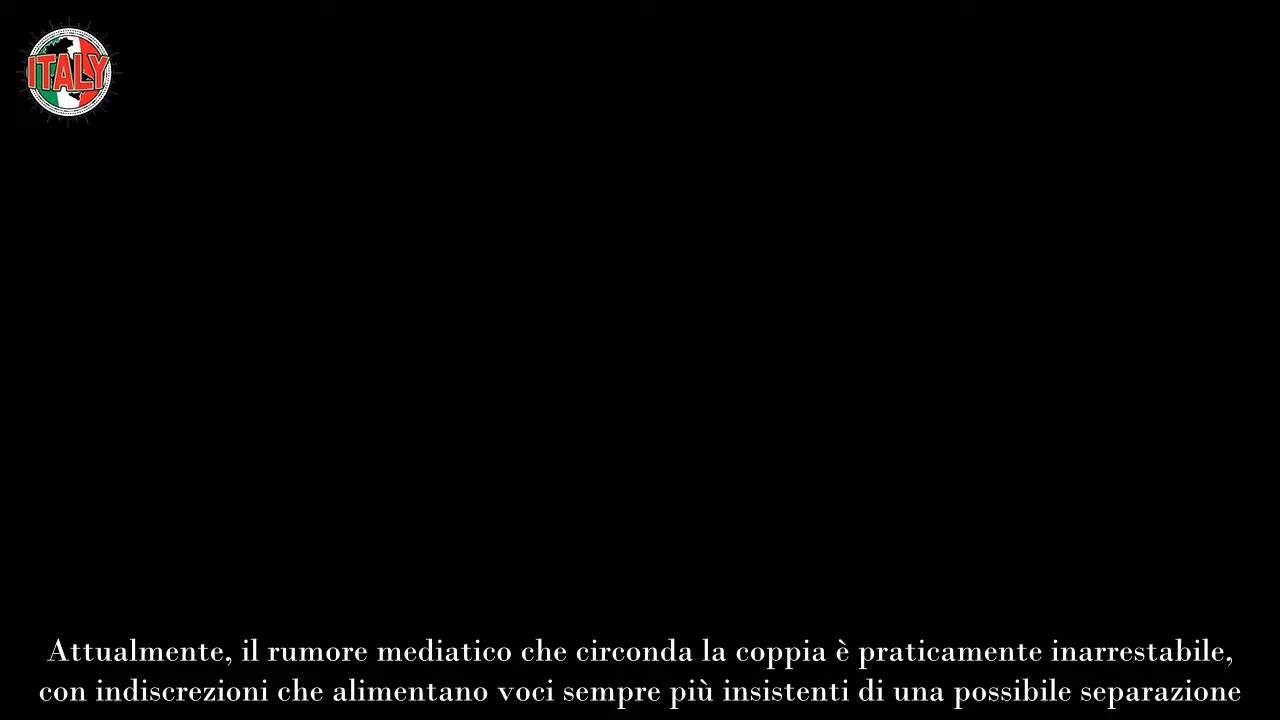 ITALY
Attualmente, il rumore mediatico che circonda la coppia è praticamente inarrestabile,
con indiscrezioni che alimentano voci sempre più insistenti di una possibile separazione